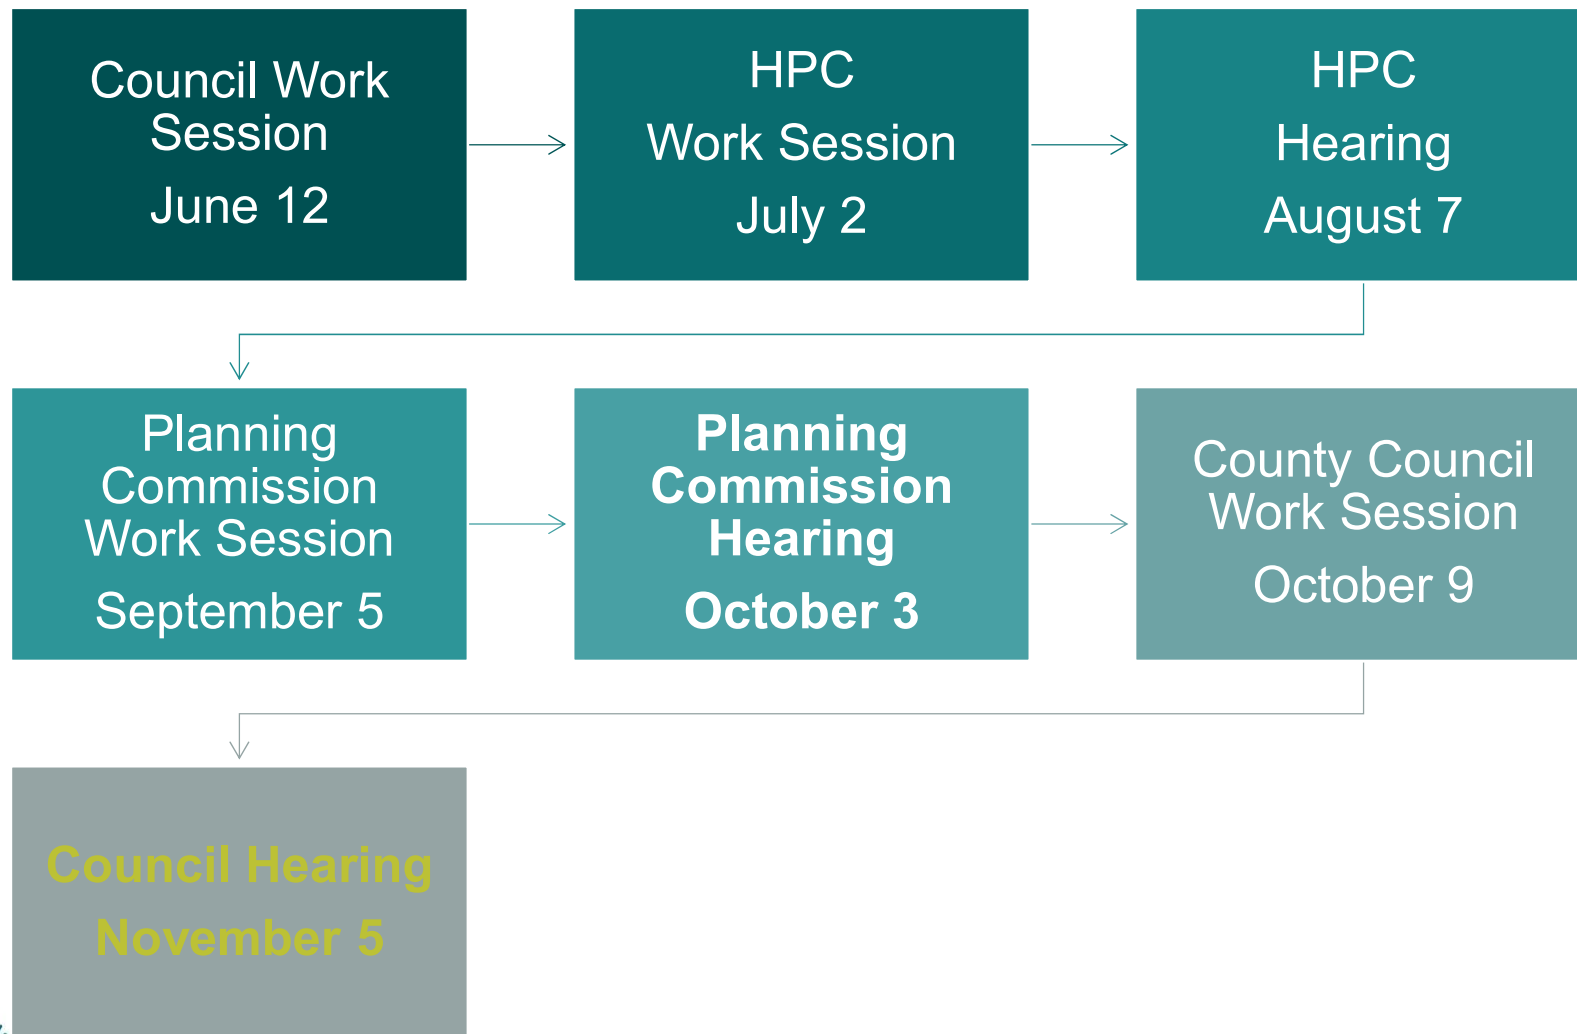 Council Work
Session
June 12
HPC
Work Session
July 2
HPC
Hearing
August 7
Planning
Commission
Work Session
September 5
Planning
Commission
Hearing
October 3
County Council
Work Session
October 9
Council Hearing
November 5